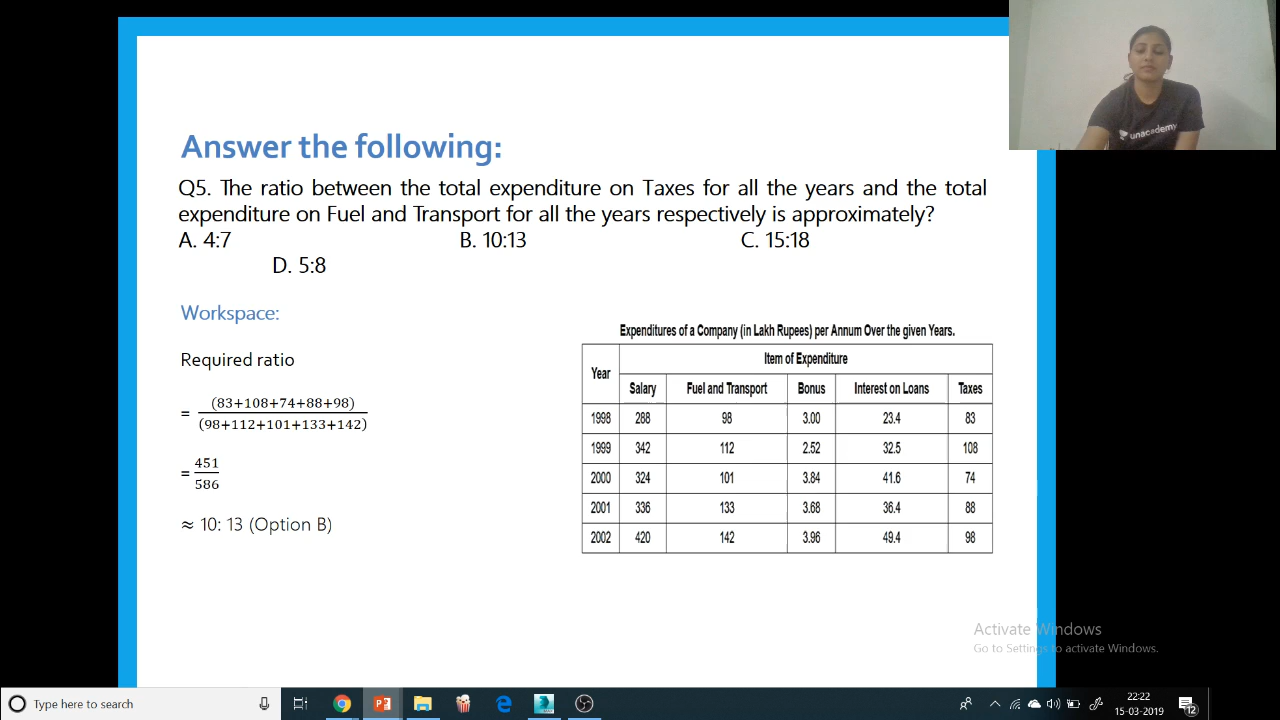 unacademy
Answer the following:
Q5. The ratio between the total expenditure on Taxes for all the years and the total
expenditure on Fuel and Transport for all the years respectively is approximately?
A. 4:7 B. 10:13 C. 15:18
D. 5:8
Workspace:
Required ratio
= (83+108+74+88+98)
(98+112+101+133+142)
= 451
586
≈ 10: 13 (Option B)
Expenditures of a Company (in Lakh Rupees) per Annum Over the given Years.
Year Item of Expenditure
Salary Fuel and Transport Bonus Interest on Loans Taxes
1998 288 98 3.00 23.4 83
1999 342 112 2.52 32.5 108
2000 324 101 3.84 41.6 74
2001 336 133 3.68 36.4 88
2002 420 142 3.96 49.4 98
Activate Windows
Go to Settings to activate Windows.
Type here to search
22:22
15-03-2019
12